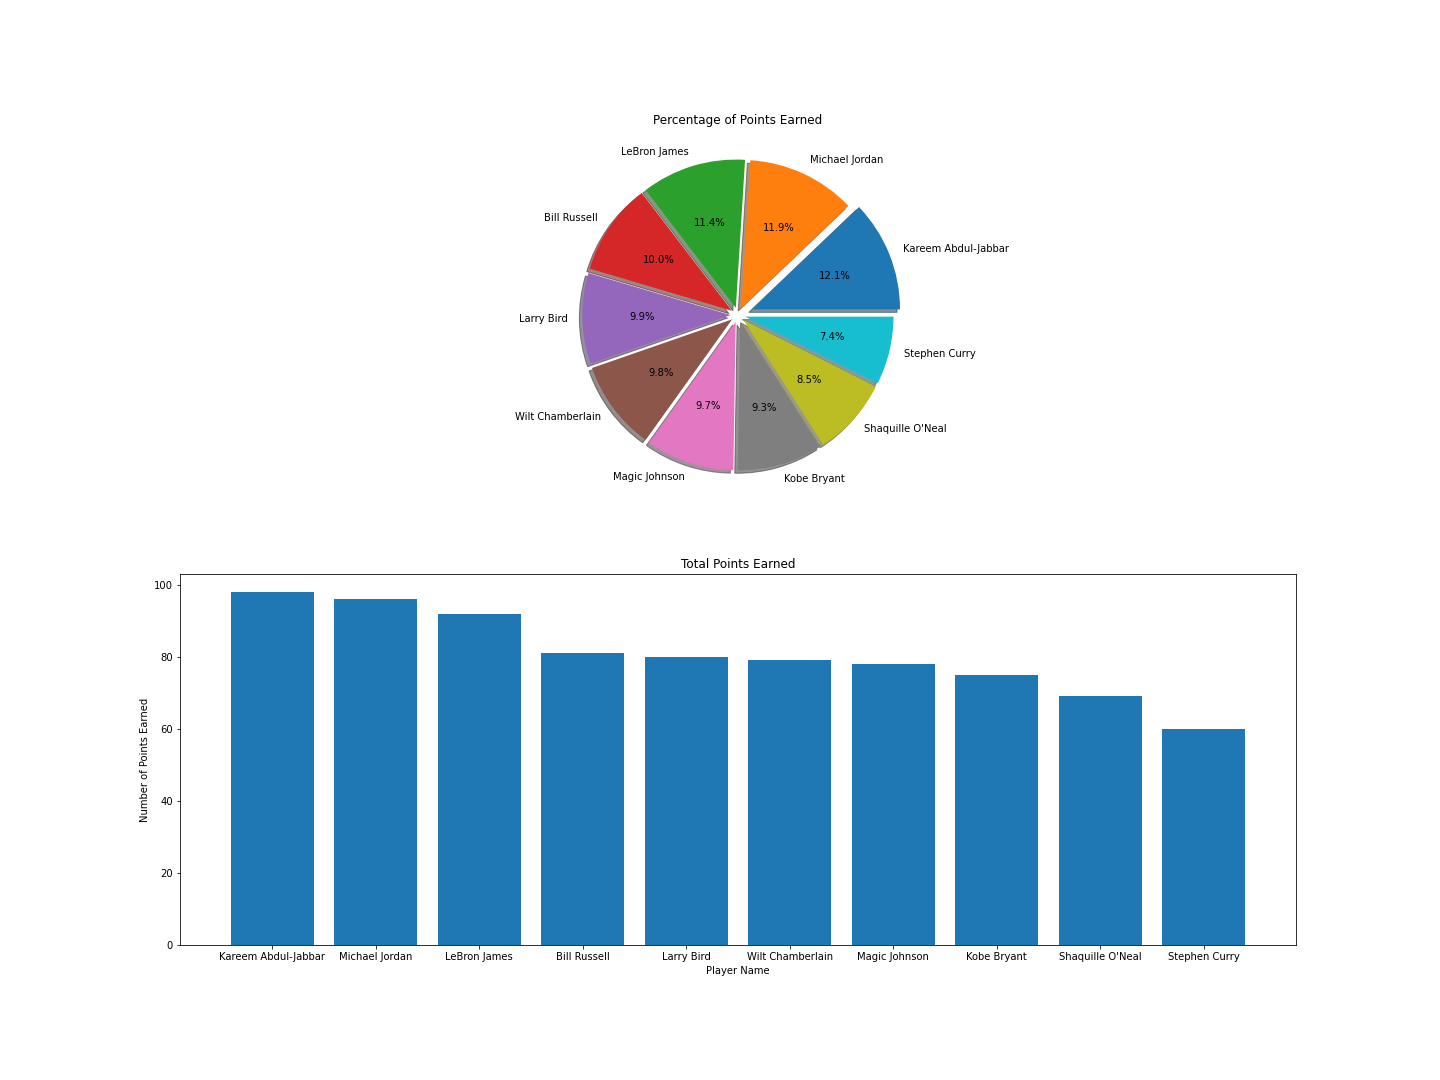 Percentage of Points Earned
LeBron James
Michael Jordan
Bill Russell
Kareem Abdul-Jabbar
11.4%
11.9%
10.0%
12.1%
Larry Bird
9.9%
7.4%
Stephen Curry
9.8%
8.5%
9.7%
9.3%
Wilt Chamberlain
Shaquille O'Neal
Magic Johnson
Kobe Bryant
Total Points Earned
100
80
60
40
20
0
Number of Points Earned
Kareem Abdul-Jabbar Michael Jordan LeBron James Bill Russell Larry Bird Wilt Chamberlain Magic Johnson Kobe Bryant Shaquille O'Neal Stephen Curry
Player Name